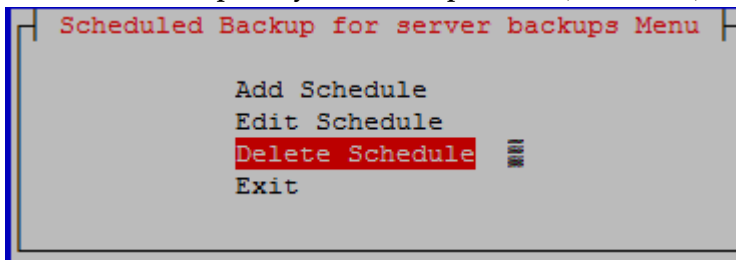 Scheduled Backup for server backups Menu
Add Schedule
Edit Schedule
Delete Schedule
Exit